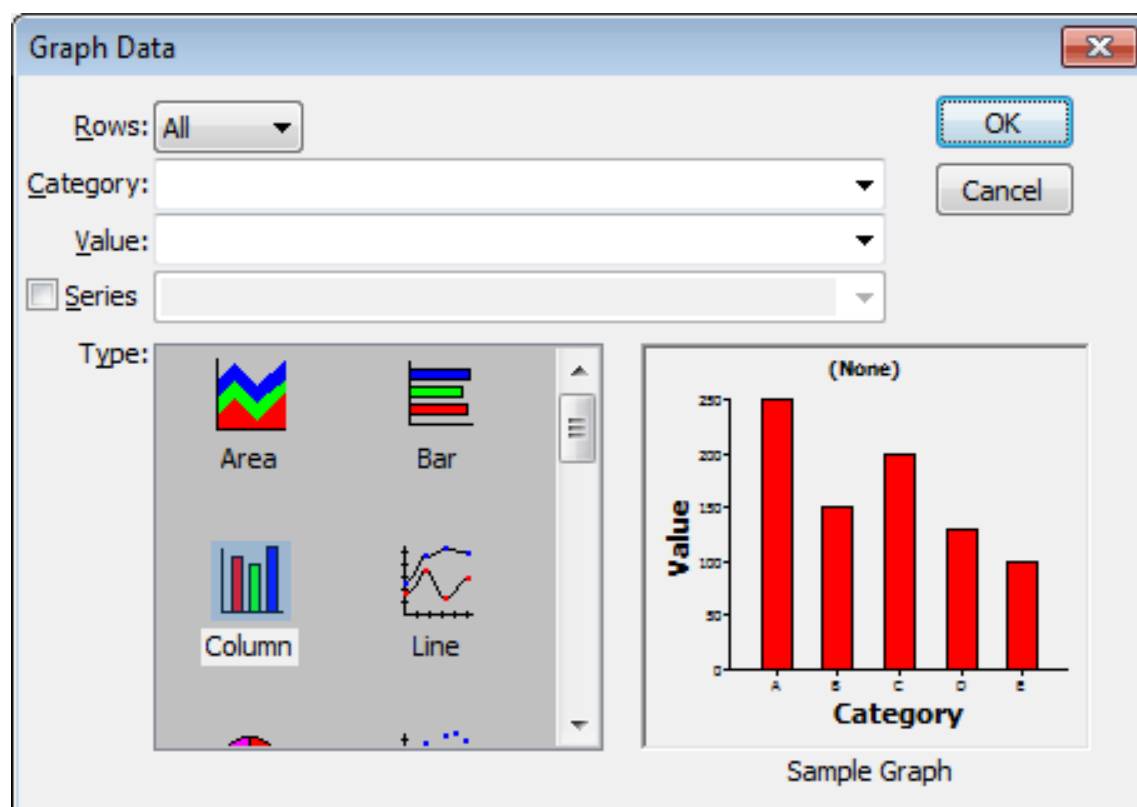 Graph Data
Rows: All
OK
Category:
Cancel
Value:
Series
Type:
Area
Bar
Column
Line
(None)
250
200
150
100
50
0
Value
A B C D E
Category
Sample Graph